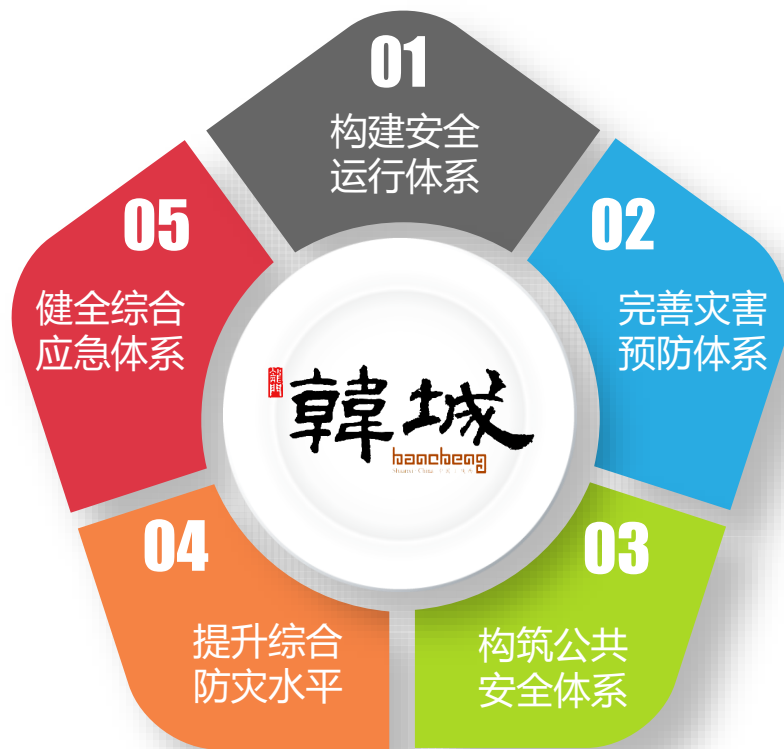 01
构建安全
运行体系
02
完善灾害
预防体系
03
构筑公共
安全体系
04
提升综合
防灾水平
05
健全综合
应急体系
龍門
韓城
hancheng